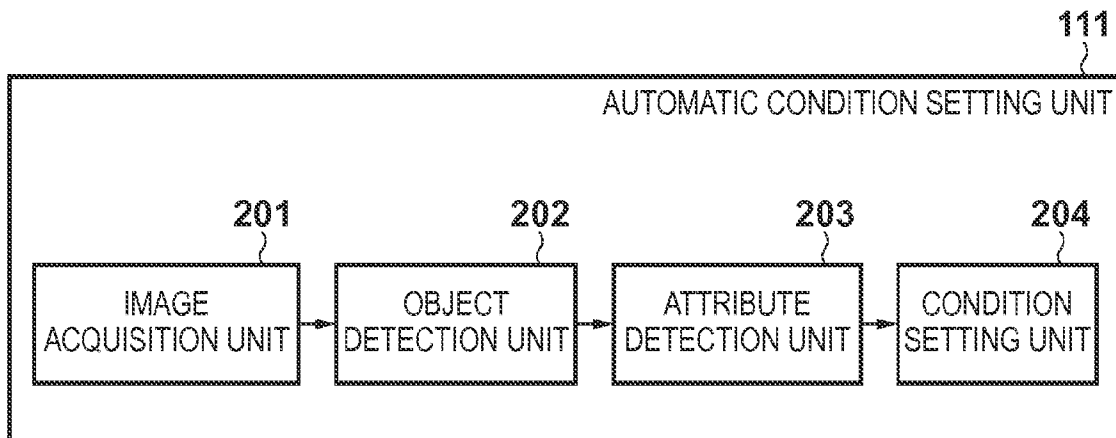 111
AUTOMATIC CONDITION SETTING UNIT
201
202
203
204
IMAGE
ACQUISITION UNIT
OBJECT
DETECTION UNIT
ATTRIBUTE
DETECTION UNIT
CONDITION
SETTING UNIT